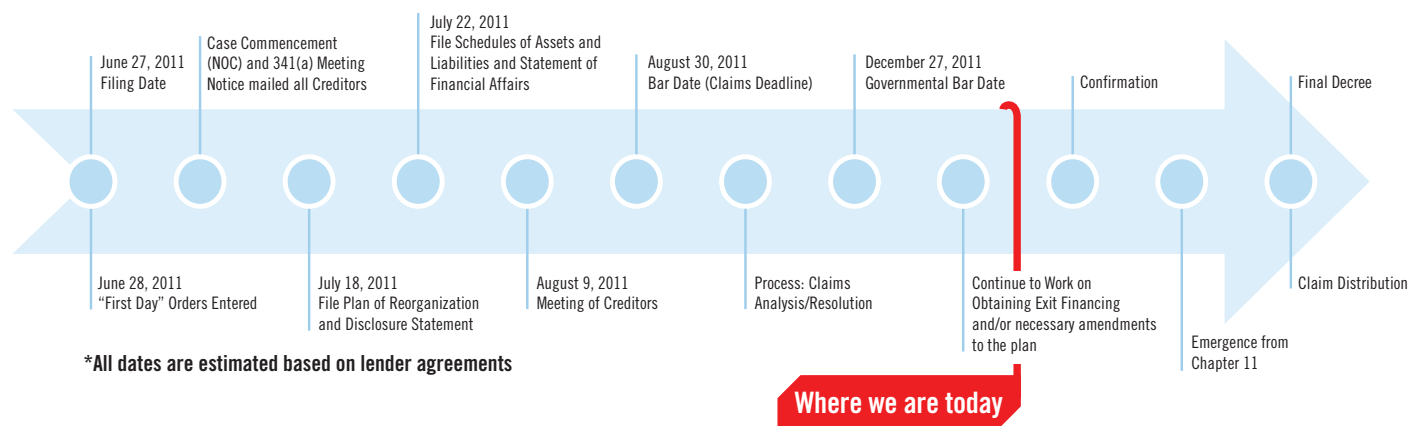 June 27, 2011
Filing Date
Case Commencement
(NOC) and 341(a) Meeting
Notice mailed all Creditors
July 22, 2011
File Schedules of Assets and
Liabilities and Statement of
Financial Affairs
August 30, 2011
Bar Date (Claims Deadline)
December 27, 2011
Governmental Bar Date
Confirmation
Final Decree
June 28, 2011
“First Day” Orders Entered
July 18, 2011
File Plan of Reorganization
and Disclosure Statement
August 9, 2011
Meeting of Creditors
Process: Claims
Analysis/Resolution
Continue to Work on
Obtaining Exit Financing
and/or necessary amendments
to the plan
Emergence from
Chapter 11
Claim Distribution
*All dates are estimated based on lender agreements
Where we are today